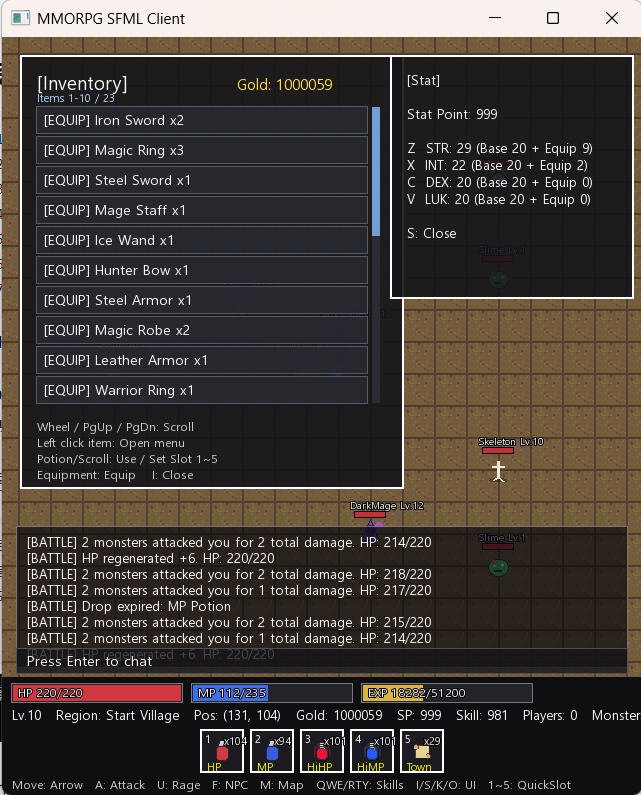 MMORPG SFML Client
[Inventory]
Gold: 1000059
Items 1-10 / 23
[EQUIP] Iron Sword x2
[EQUIP] Magic Ring x3
[EQUIP] Steel Sword x1
[EQUIP] Mage Staff x1
[EQUIP] Ice Wand x1
[EQUIP] Hunter Bow x1
[EQUIP] Steel Armor x1
[EQUIP] Magic Robe x2
[EQUIP] Leather Armor x1
[EQUIP] Warrior Ring x1
Wheel / PgUp / PgDn: Scroll
Left click item: Open menu
Potion/Scroll: Use / Set Slot 1~5
Equipment: Equip I: Close
[Stat]
Stat Point: 999
Z STR: 29 (Base 20 + Equip 9)
X INT: 22 (Base 20 + Equip 2)
C DEX: 20 (Base 20 + Equip 0)
V LUK: 20 (Base 20 + Equip 0)
S: Close
Slime Lv.1
Skeleton Lv.10
DarkMage Lv.12
Slime Lv.1
[BATTLE] 2 monsters attacked you for 2 total damage. HP: 214/220
[BATTLE] HP regenerated +6. HP: 220/220
[BATTLE] 2 monsters attacked you for 2 total damage. HP: 218/220
[BATTLE] 2 monsters attacked you for 1 total damage. HP: 217/220
[BATTLE] Drop expired: MP Potion
[BATTLE] 2 monsters attacked you for 2 total damage. HP: 215/220
[BATTLE] 2 monsters attacked you for 1 total damage. HP: 214/220
[BATTLE] HP regenerated +6. HP: 220/220
Press Enter to chat
HP 220/220
MP 112/235
EXP 18282/51200
Lv.10 Region: Start Village Pos: (131, 104) Gold: 1000059 SP: 999 Skill: 981 Players: 0 Monster
1 x104 HP
2 x94 MP
3 x101 HiHP
4 x101 HiMP
5 x29 Town
Move: Arrow A: Attack U: Rage F: NPC M: Map QWE/RTY: Skills I/S/K/O: UI 1~5: QuickSlot